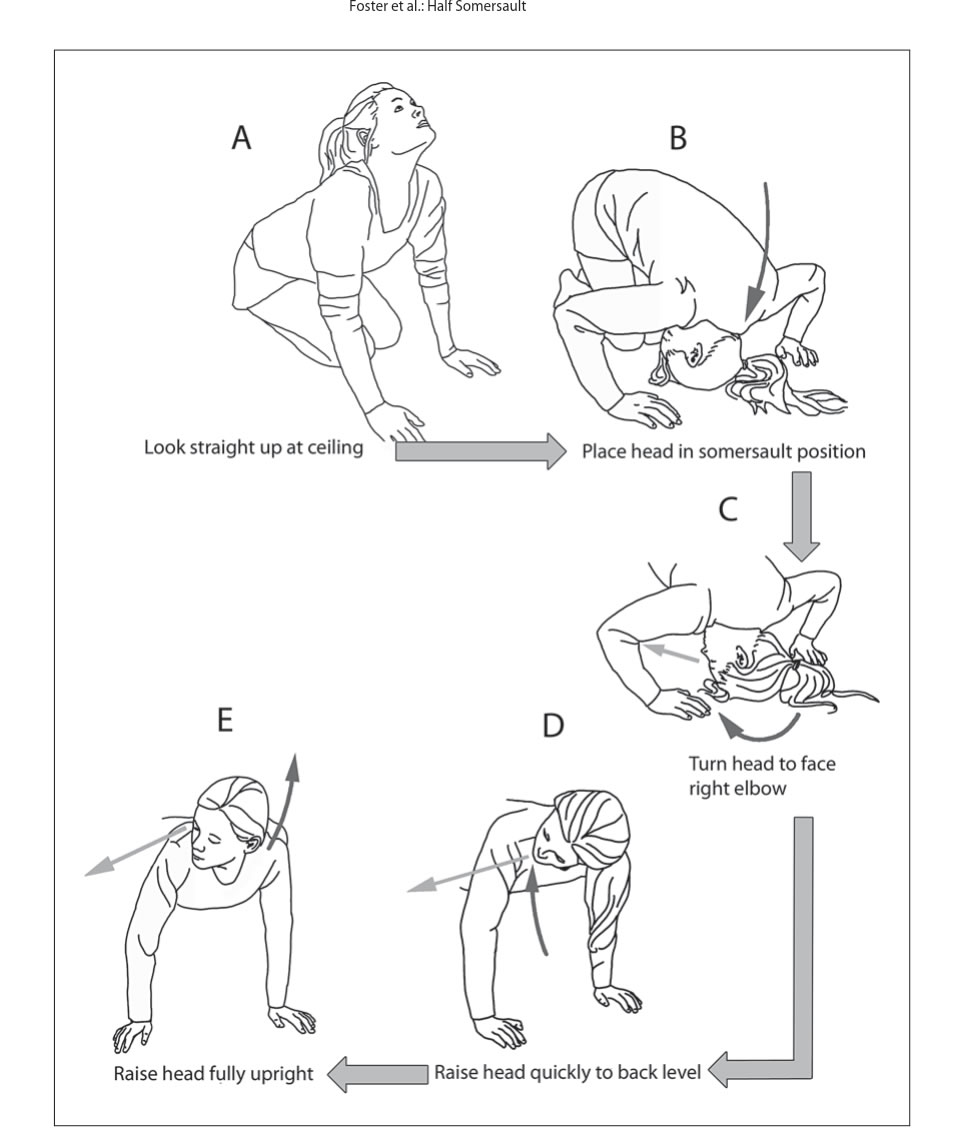 Foster et al.: Half Somersault
A
B
Look straight up at ceiling
Place head in somersault position
C
Turn head to face
right elbow
E
D
Raise head fully upright
Raise head quickly to back level